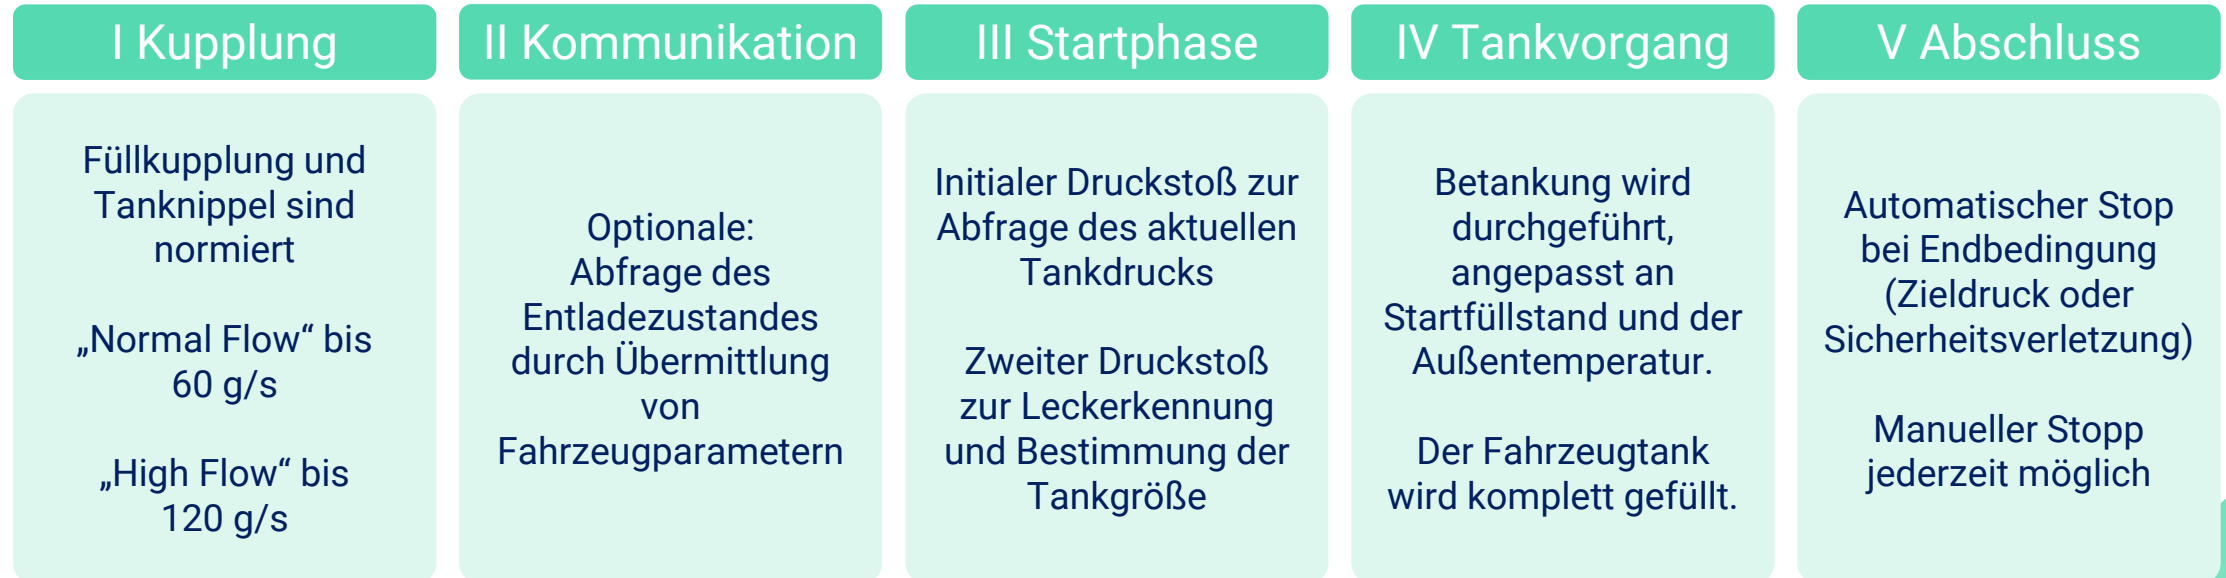 I Kupplung
Füllkupplung und
Tanknippel sind
normiert
„Normal Flow“ bis
60 g/s
„High Flow“ bis
120 g/s
II Kommunikation
Optionale:
Abfrage des
Entladezustandes
durch Übermittlung
von
Fahrzeugparametern
III Startphase
Initialer Druckstoß zur
Abfrage des aktuellen
Tankdrucks
Zweiter Druckstoß
zur Leckerkennung
und Bestimmung der
Tankgröße
IV Tankvorgang
Betankung wird
durchgeführt,
angepasst an
Startfüllstand und der
Außentemperatur.
Der Fahrzeugtank
wird komplett gefüllt.
V Abschluss
Automatischer Stop
bei Endbedingung
(Zieldruck oder
Sicherheitsverletzung)
Manueller Stopp
jederzeit möglich